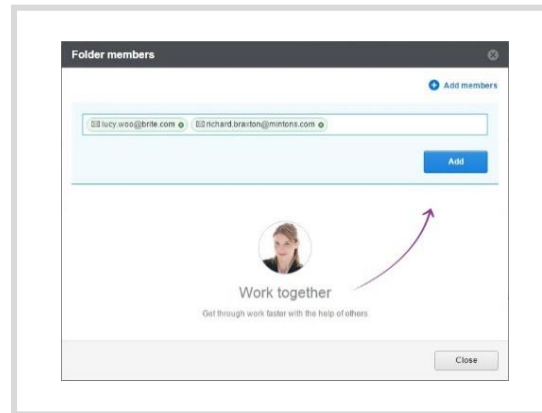 Folder members
Add members
lucy.woo@brite.com richard.braxton@mintons.com
Add
Work together
Get through work faster with the help of others
Close